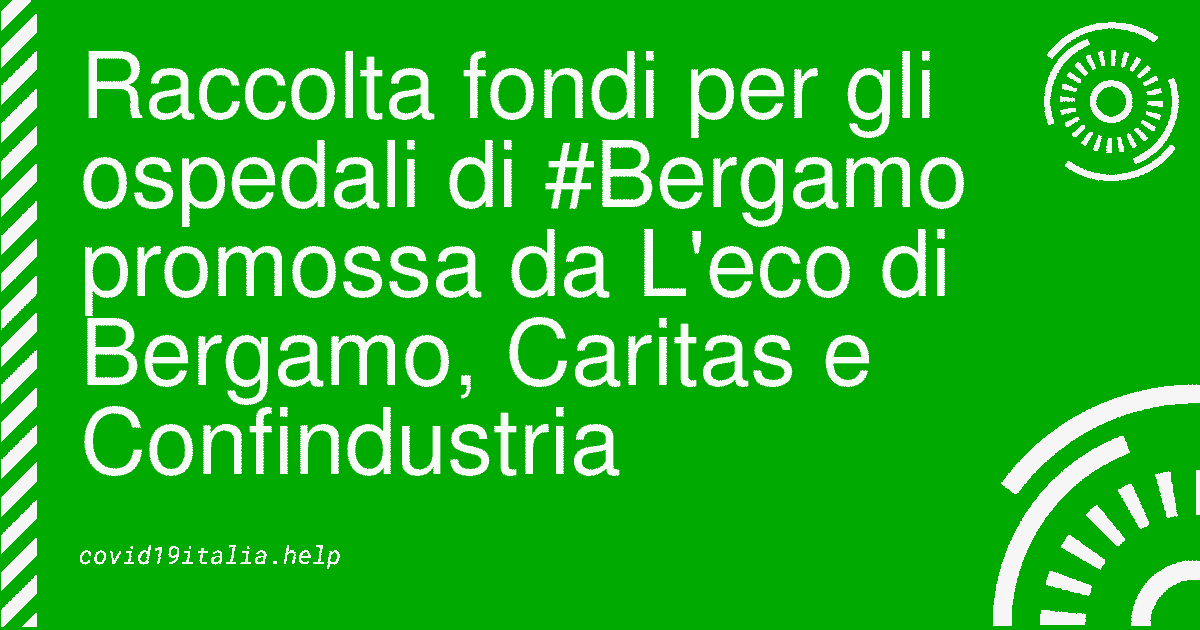 Raccolta fondi per gli
ospedali di #Bergamo
promossa da L'eco di
Bergamo, Caritas e
Confindustria
covid19italia.help